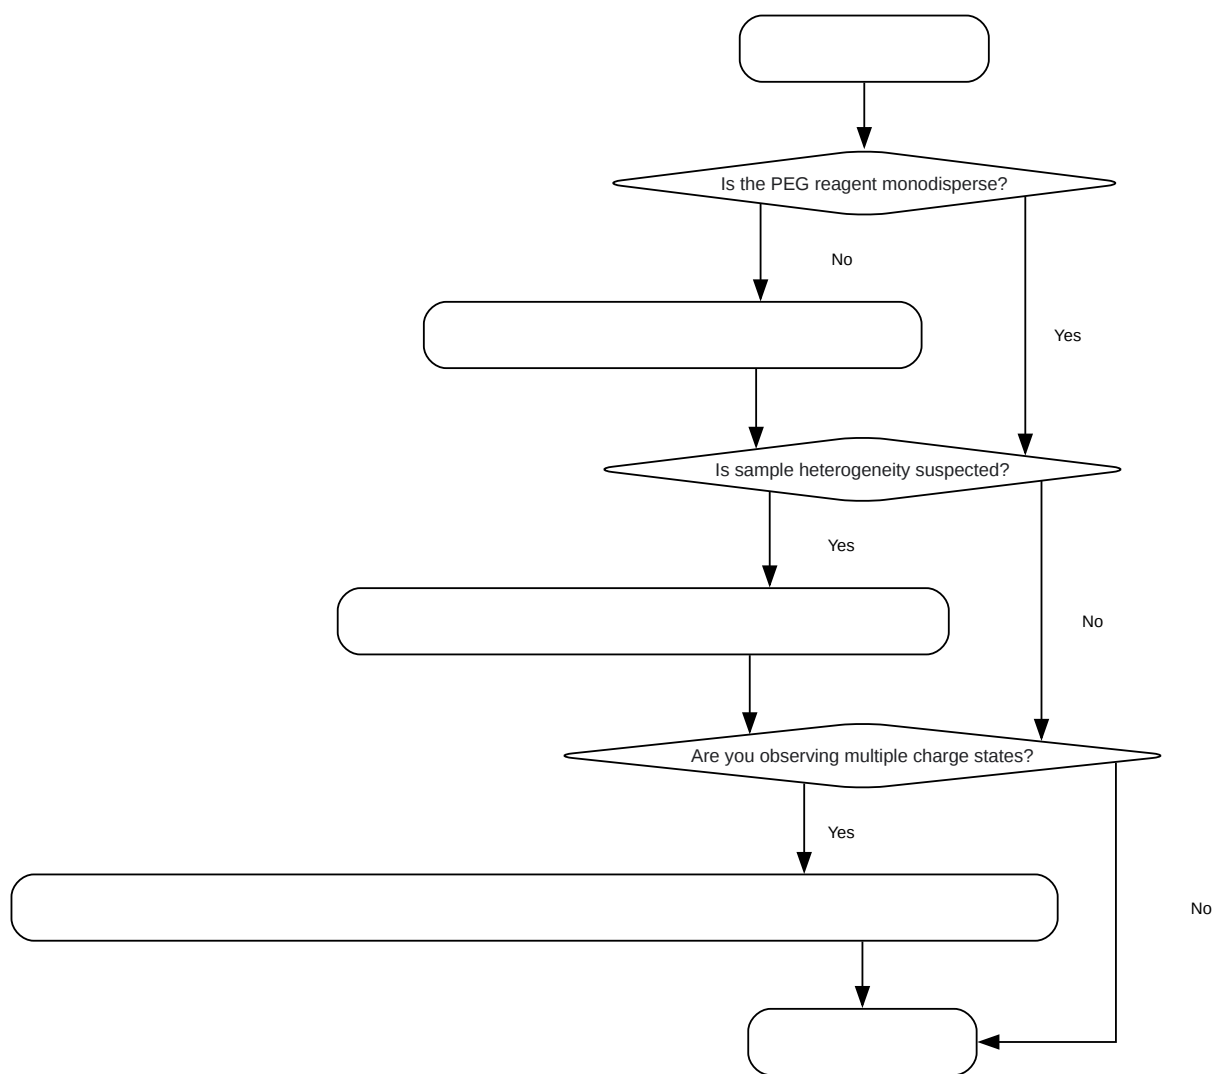 Is the PEG reagent monodisperse?
No
Yes
Is sample heterogeneity suspected?
Yes
No
Are you observing multiple charge states?
Yes
No